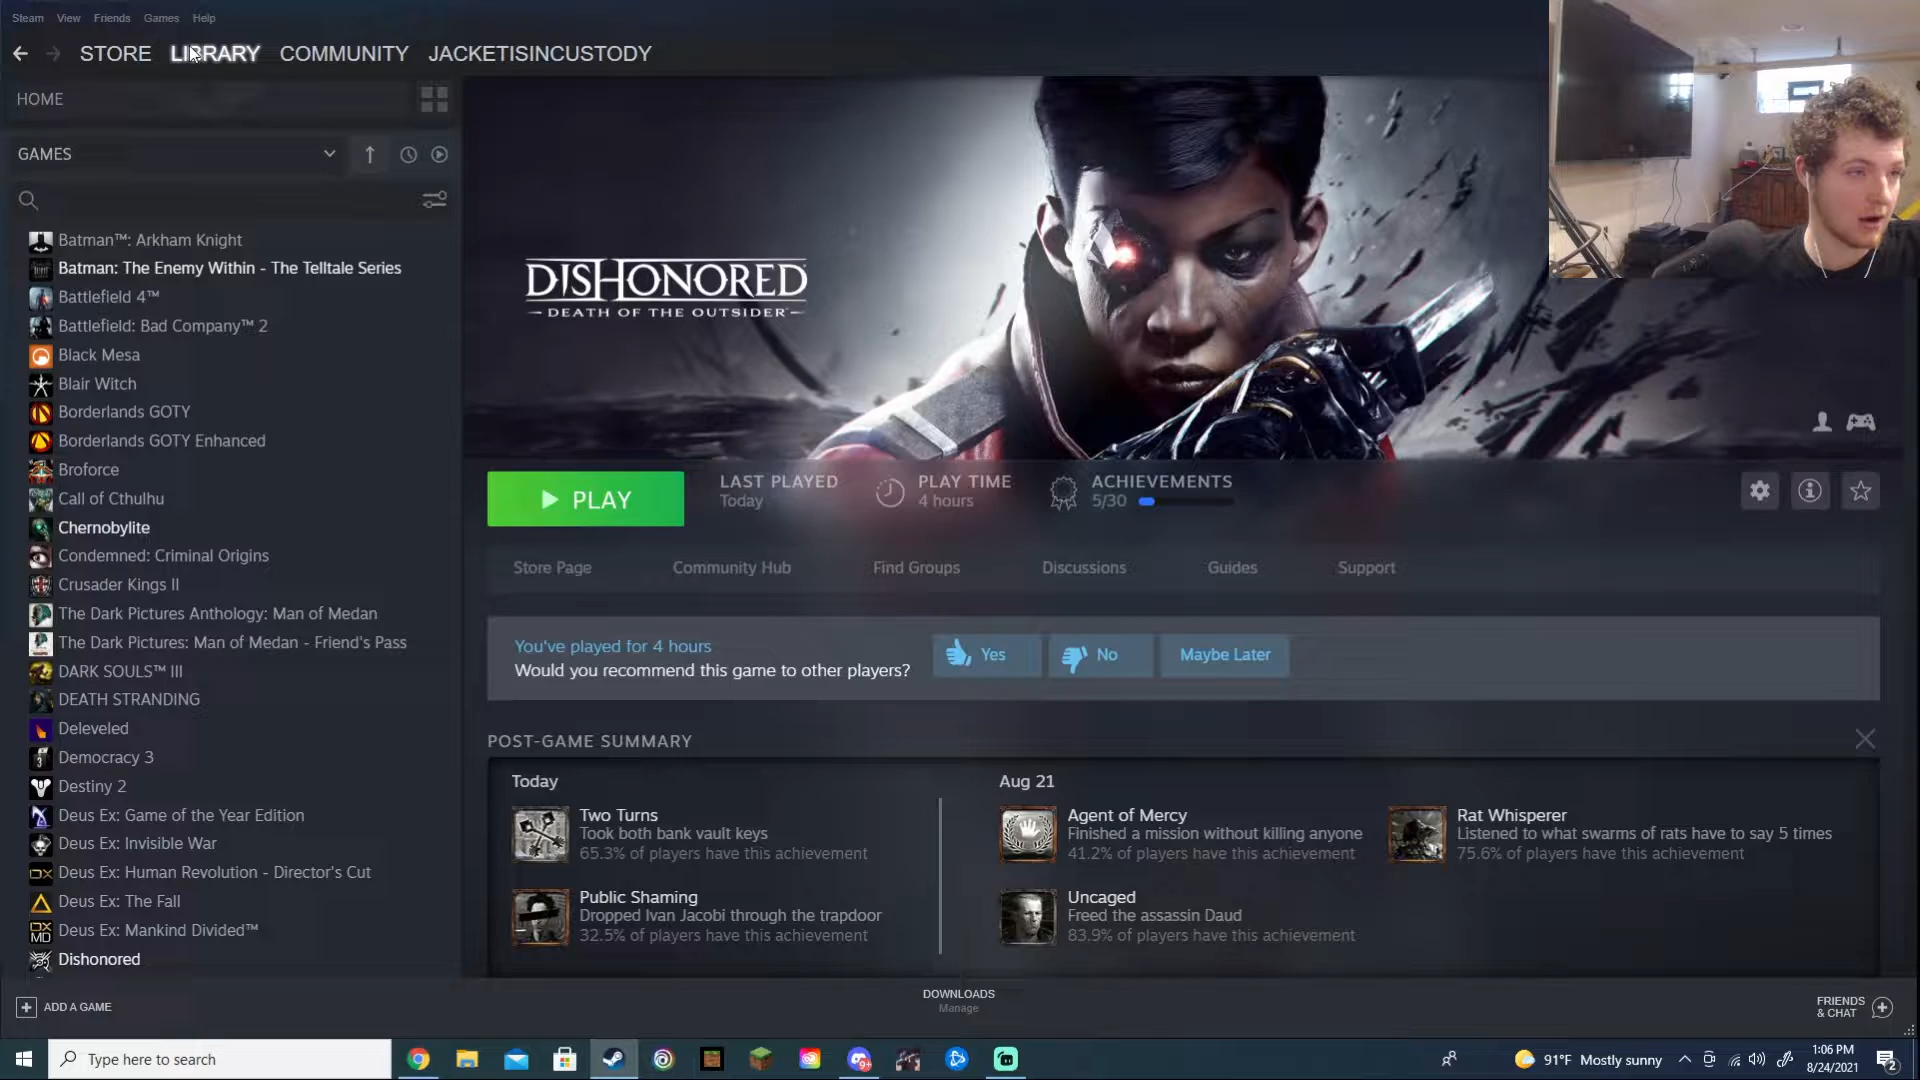 Steam View Friends Games Help
STORE LIBRARY COMMUNITY JACKETISINCUSTODY
HOME
GAMES
Batman™: Arkham Knight
Batman: The Enemy Within - The Telltale Series
Battlefield 4™
Battlefield: Bad Company™ 2
Black Mesa
Blair Witch
Borderlands GOTY
Borderlands GOTY Enhanced
Broforce
Call of Cthulhu
Chernobylite
Condemned: Criminal Origins
Crusader Kings II
The Dark Pictures Anthology: Man of Medan
The Dark Pictures: Man of Medan - Friend's Pass
DARK SOULS™ III
DEATH STRANDING
Deleveled
Democracy 3
Destiny 2
Deus Ex: Game of the Year Edition
Deus Ex: Invisible War
Deus Ex: Human Revolution - Director's Cut
Deus Ex: The Fall
Deus Ex: Mankind Divided™
Dishonored
ADD A GAME
DISHONORED
DEATH OF THE OUTSIDER
PLAY
LAST PLAYED
Today
PLAY TIME
4 hours
ACHIEVEMENTS
5/30
Store Page Community Hub Find Groups Discussions Guides Support
You've played for 4 hours
Would you recommend this game to other players?
Yes No Maybe Later
POST-GAME SUMMARY
Today
Two Turns
Took both bank vault keys
65.3% of players have this achievement
Public Shaming
Dropped Ivan Jacobi through the trapdoor
32.5% of players have this achievement
Aug 21
Agent of Mercy
Finished a mission without killing anyone
41.2% of players have this achievement
Rat Whisperer
Listened to what swarms of rats have to say 5 times
75.6% of players have this achievement
Uncaged
Freed the assassin Daud
83.9% of players have this achievement
DOWNLOADS
Manage
FRIENDS
& CHAT
Type here to search
9+
91°F Mostly sunny
1:06 PM
8/24/2021
2